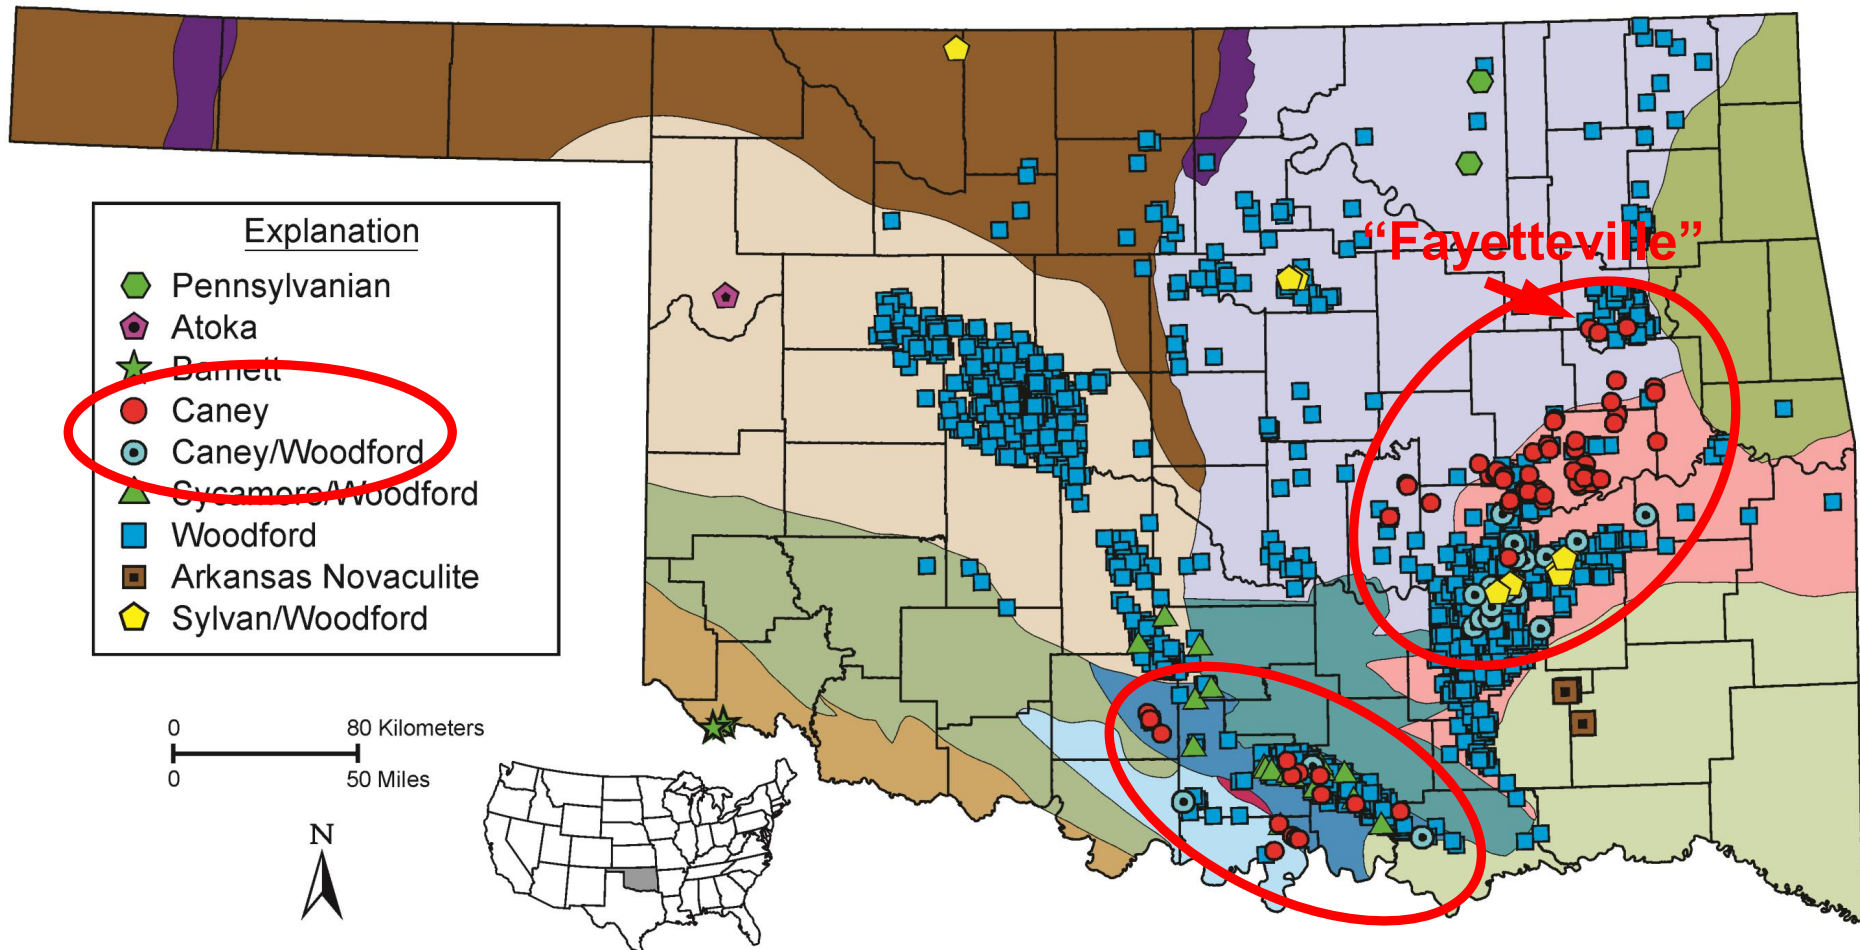 Explanation
Pennsylvanian
Atoka
Barnett
Caney
Caney/Woodford
Sycamore/Woodford
Woodford
Arkansas Novaculite
Sylvan/Woodford
“Fayetteville”
0 80 Kilometers
0 50 Miles
N